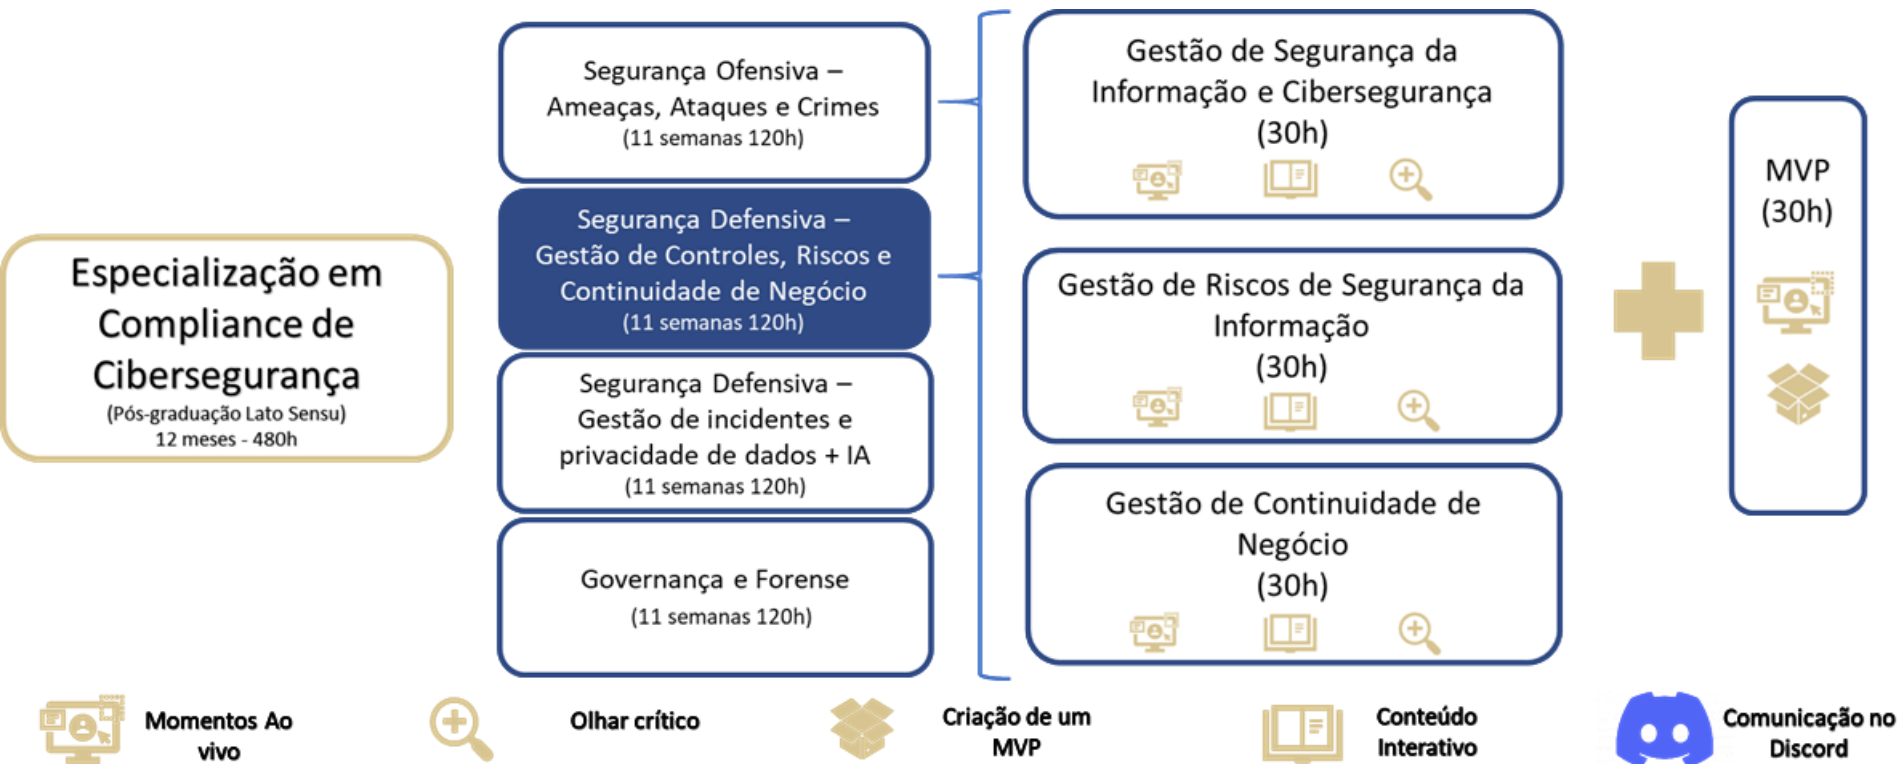 Especialização em
Compliance de
Cibersegurança
(Pós-graduação Lato Sensu)
12 meses - 480h
Segurança Ofensiva –
Ameaças, Ataques e Crimes
(11 semanas 120h)
Segurança Defensiva –
Gestão de Controles, Riscos e
Continuidade de Negócio
(11 semanas 120h)
Segurança Defensiva –
Gestão de incidentes e
privacidade de dados + IA
(11 semanas 120h)
Governança e Forense
(11 semanas 120h)
Gestão de Segurança da
Informação e Cibersegurança
(30h)
Gestão de Riscos de Segurança da
Informação
(30h)
Gestão de Continuidade de
Negócio
(30h)
MVP
(30h)
Momentos Ao
vivo
Olhar crítico
Criação de um
MVP
Conteúdo
Interativo
Comunicação no
Discord